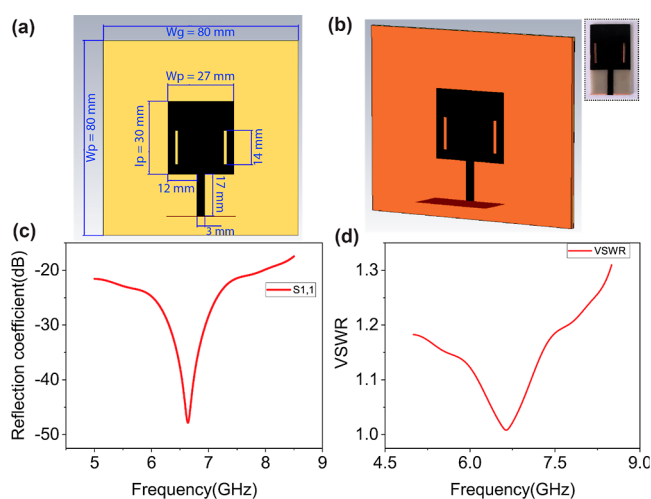 (a)
Wg = 80 mm
Wp = 80 mm
Wp = 27 mm
lp = 30 mm
14 mm
12 mm
17 mm
3 mm
(b)
(c)
Reflection coefficient(dB)
-20
-30
-40
-50
S1,1
5 6 7 8 9
Frequency(GHz)
(d)
VSWR
1.3
1.2
1.1
1.0
VSWR
4.5 6.0 7.5 9.0
Frequency(GHz)